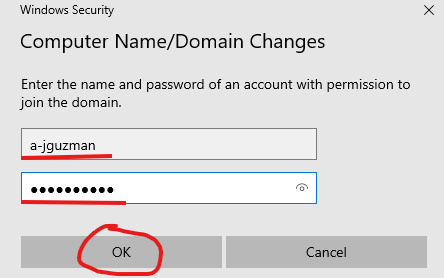 Windows Security
Computer Name/Domain Changes
Enter the name and password of an account with permission to
join the domain.
a-jguzman
●●●●●●●●●●
OK
Cancel